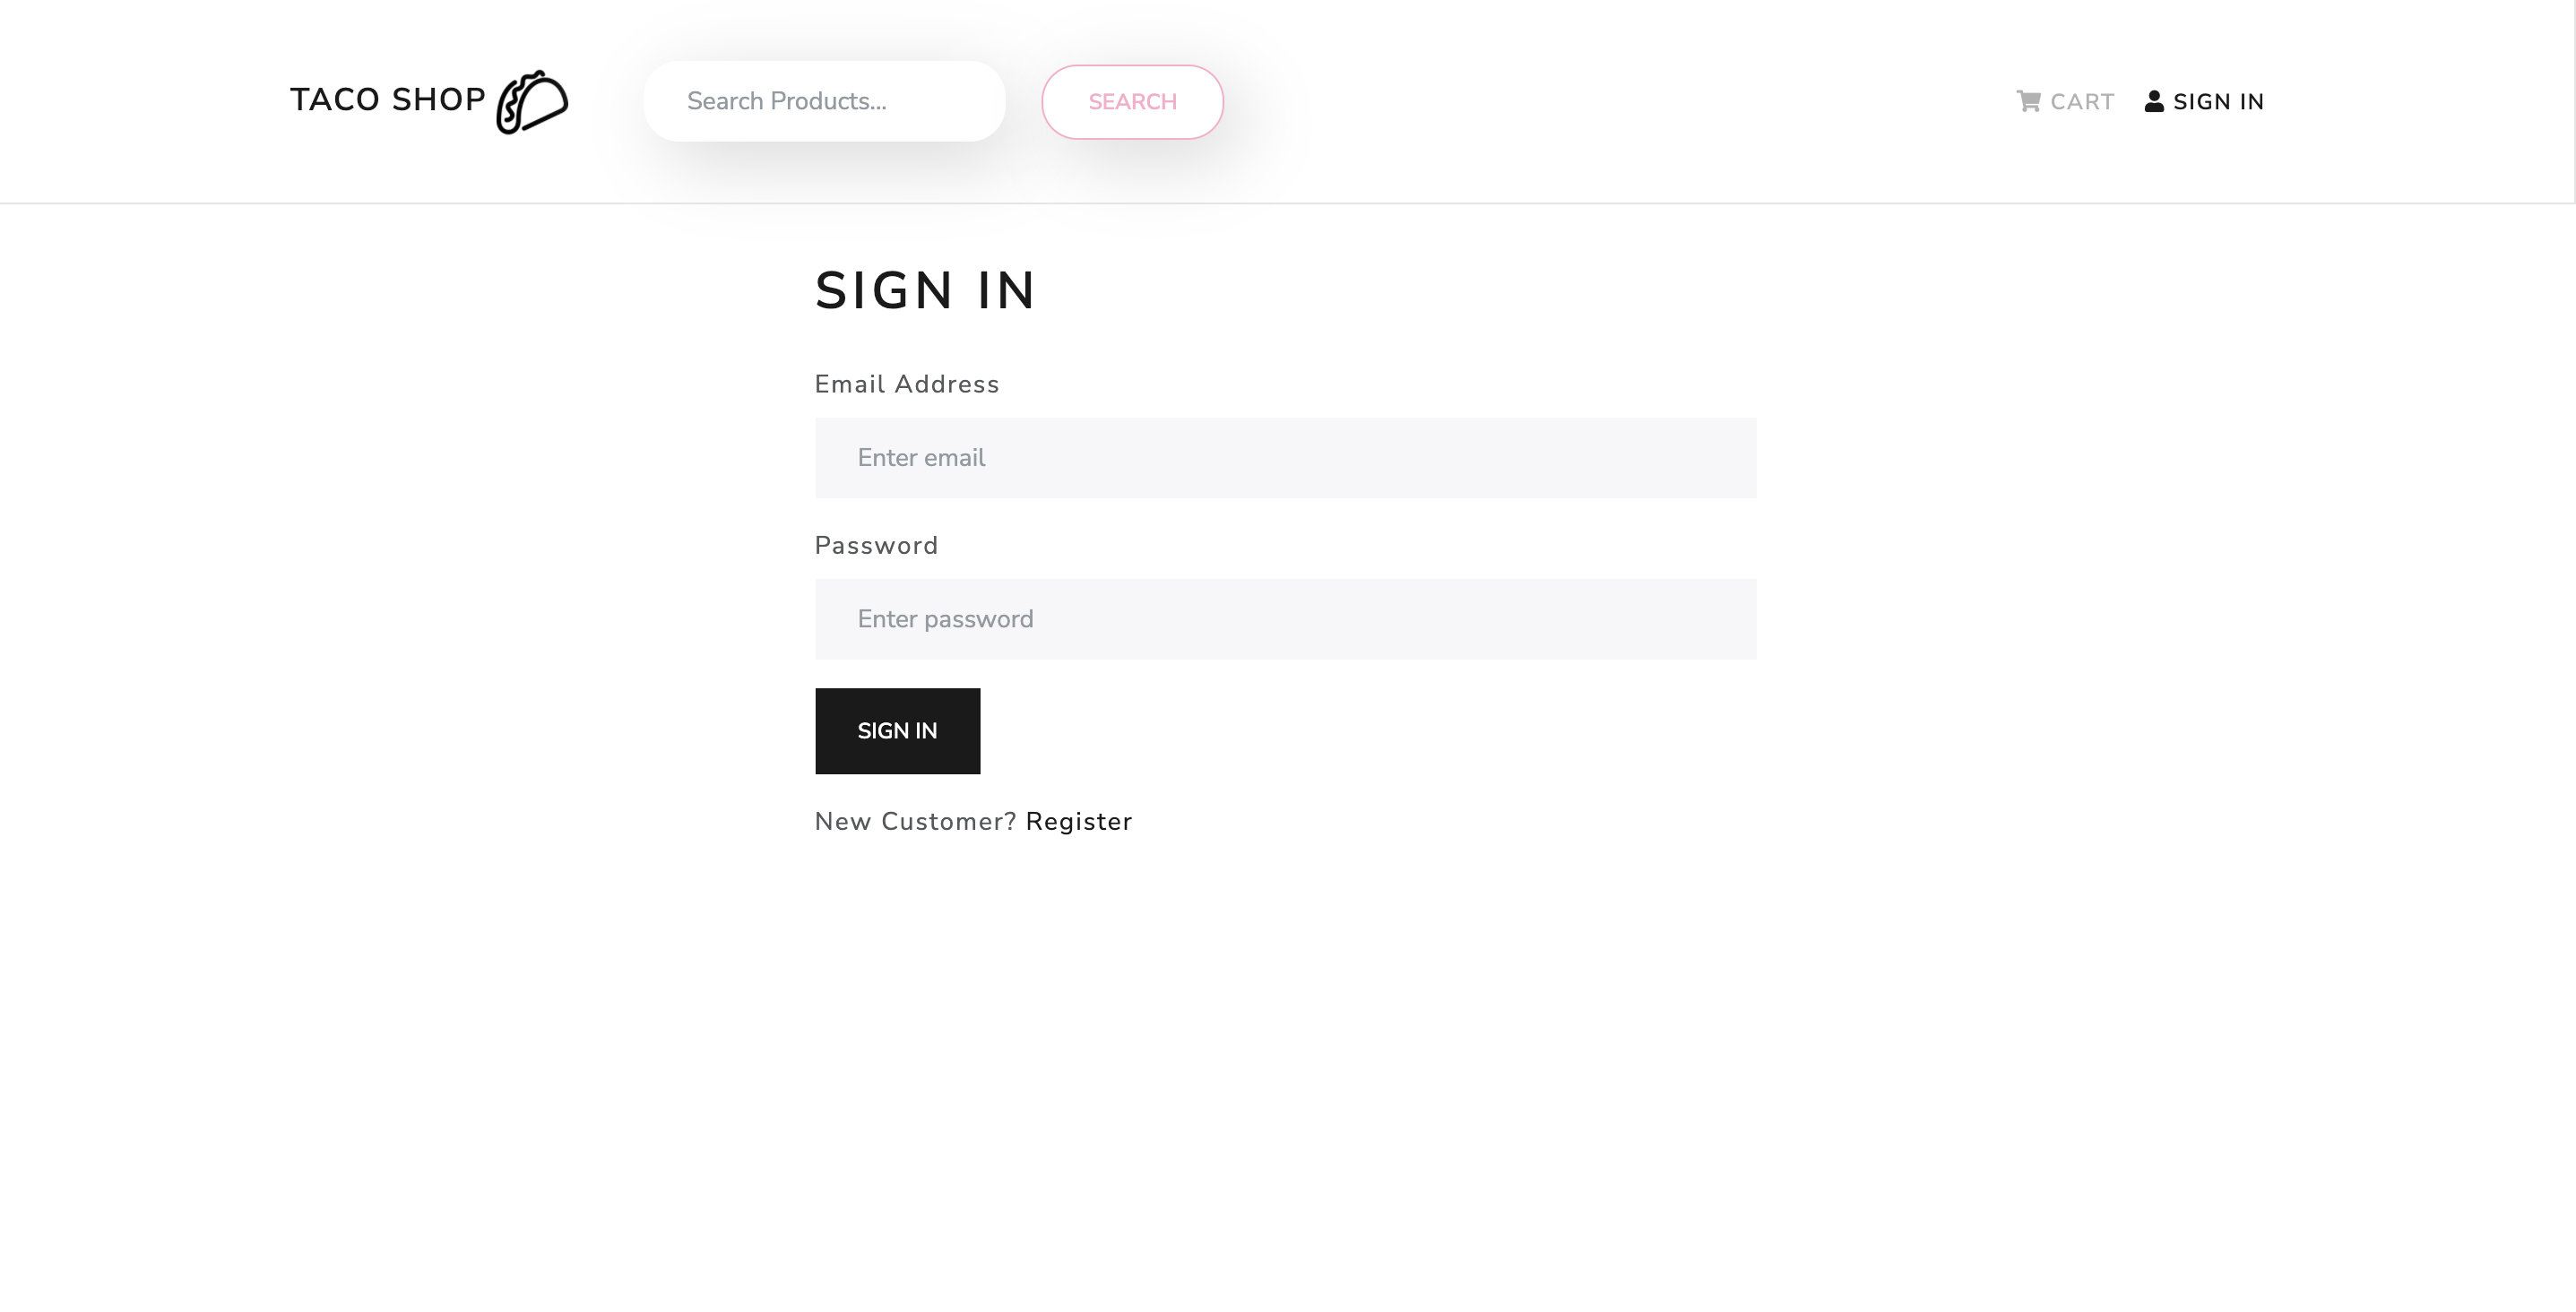 TACO SHOP
Search Products...
SEARCH
CART
SIGN IN
SIGN IN
Email Address
Enter email
Password
Enter password
SIGN IN
New Customer? Register